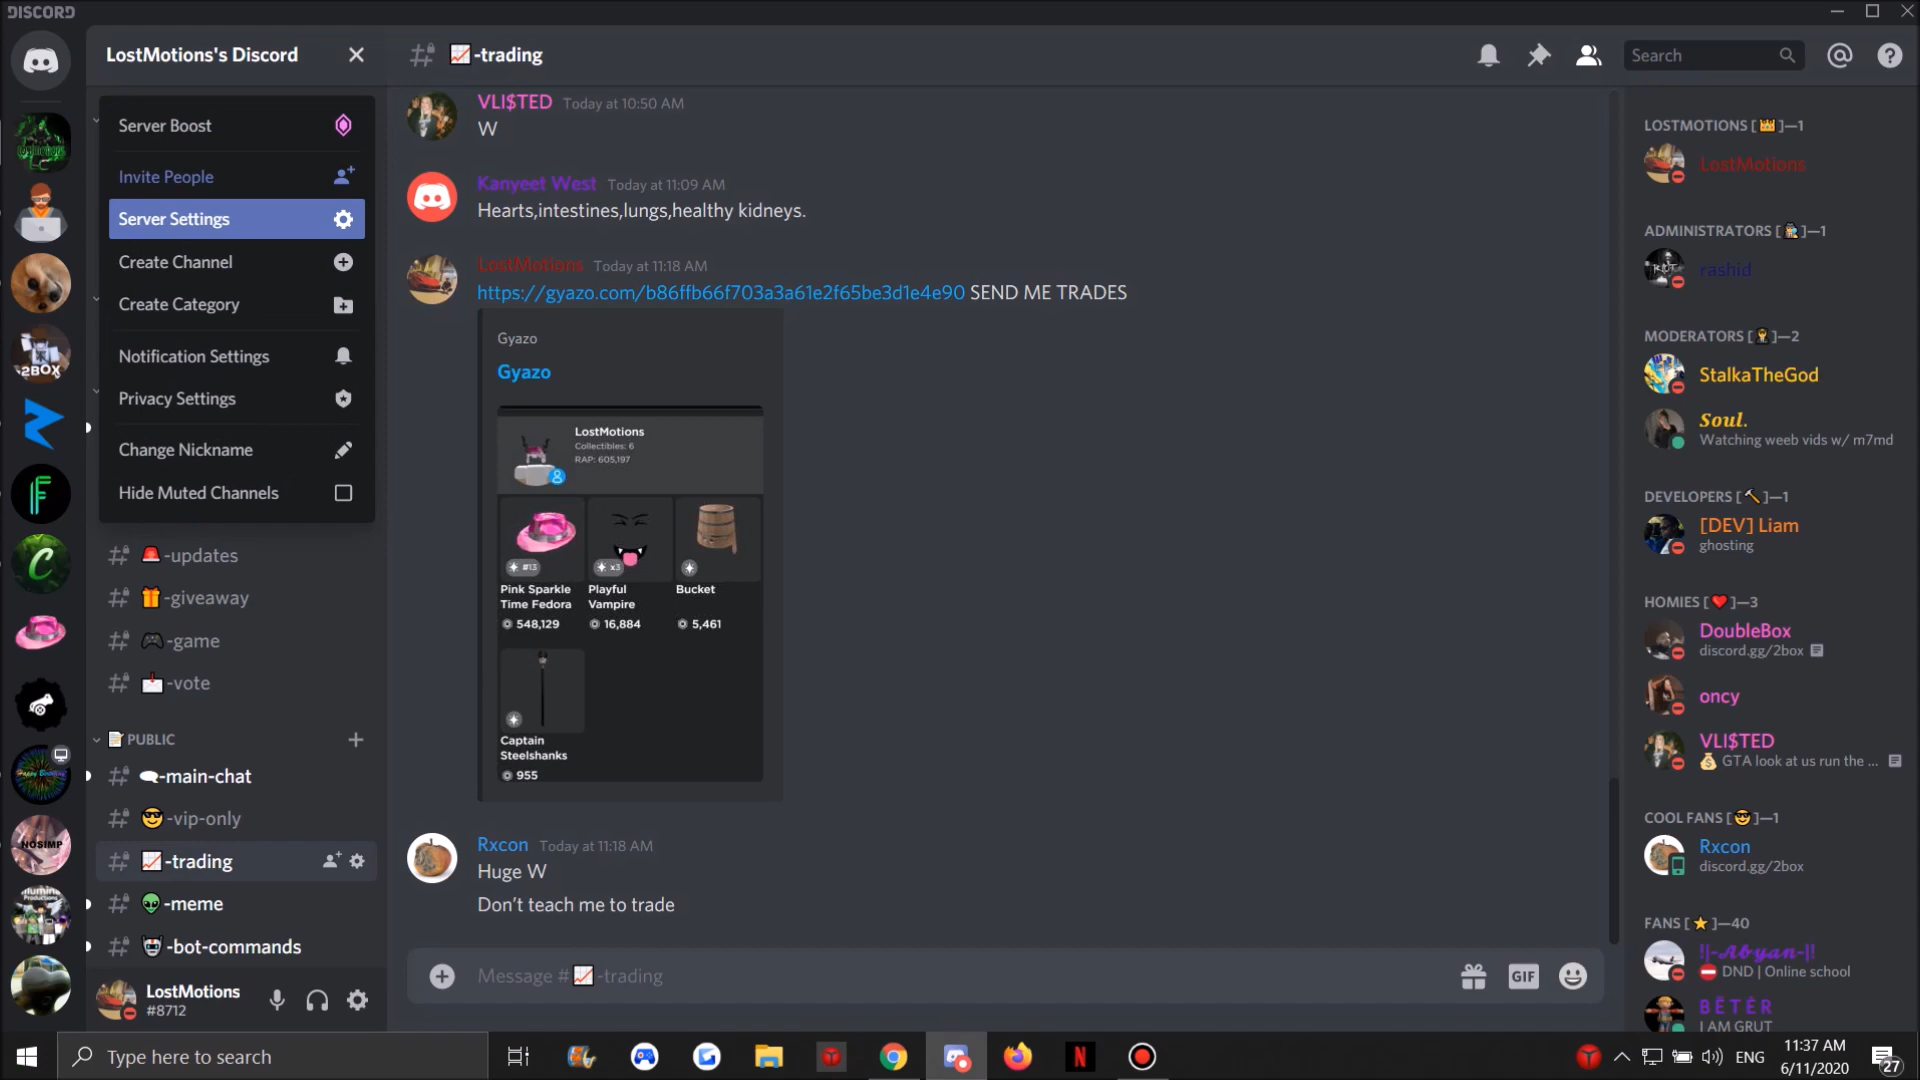 DISCORD
LostMotions's Discord
-trading
Search
Server Boost
Invite People
Server Settings
Create Channel
Create Category
Notification Settings
Privacy Settings
Change Nickname
Hide Muted Channels
-updates
-giveaway
-game
-vote
PUBLIC
-main-chat
-vip-only
-trading
-meme
-bot-commands
LostMotions
#8712
VLI$TED Today at 10:50 AM
W
Kanyeet West Today at 11:09 AM
Hearts,intestines,lungs,healthy kidneys.
LostMotions Today at 11:18 AM
https://gyazo.com/b86ffb66f703a3a61e2f65be3d1e4e90 SEND ME TRADES
Gyazo
Gyazo
LostMotions
Collectibles: 6
RAP: 605,197
#13
x3
Pink Sparkle Time Fedora
548,129
Playful Vampire
16,884
Bucket
5,461
Captain Steelshanks
955
Rxcon Today at 11:18 AM
Huge W
Don't teach me to trade
Message # -trading
GIF
LOSTMOTIONS [ ]—1
LostMotions
ADMINISTRATORS [ ]—1
rashid
MODERATORS [ ]—2
StalkaTheGod
Soul.
Watching weeb vids w/ m7md
DEVELOPERS [ ]—1
[DEV] Liam
ghosting
HOMIES [ ]—3
DoubleBox
discord.gg/2box
oncy
VLI$TED
GTA look at us run the ...
COOL FANS [ ]—1
Rxcon
discord.gg/2box
FANS [ ]—40
||-Abyan-||
DND | Online school
BĒTĒR
I AM GRUT
2BOX
NOSIMP
Type here to search
ENG
11:37 AM
6/11/2020
27